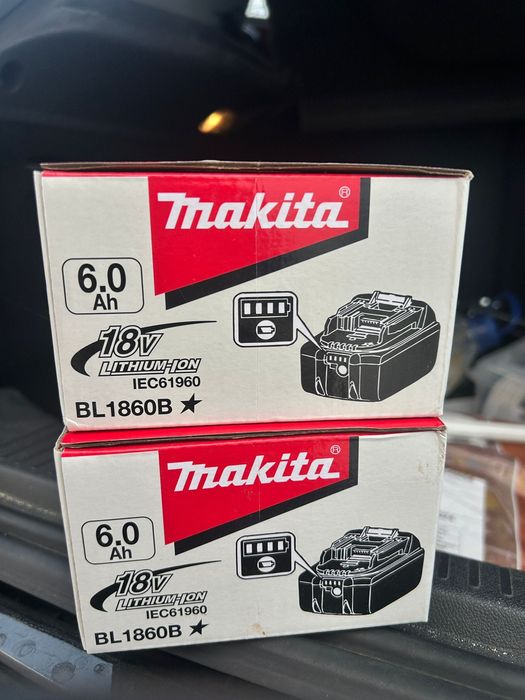 makita®
6.0
Ah
18V
LITHIUM-ION
IEC61960
BL1860B ★
makita®
6.0
Ah
18V
LITHIUM-ION
IEC61960
BL1860B ★